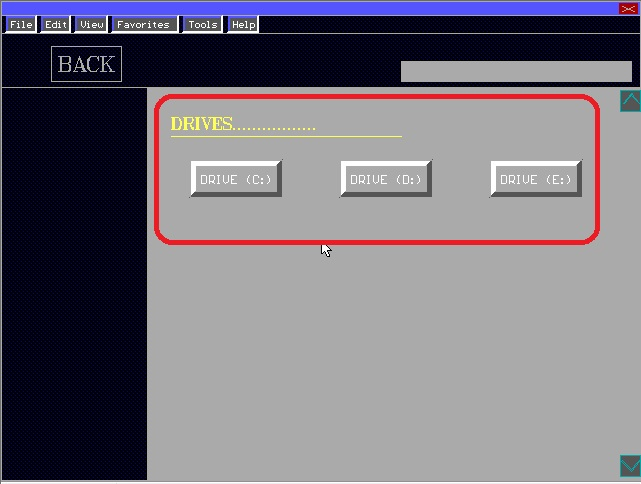 File Edit View Favorites Tools Help
BACK
DRIVES.................
DRIVE (C:) DRIVE (D:) DRIVE (E:)